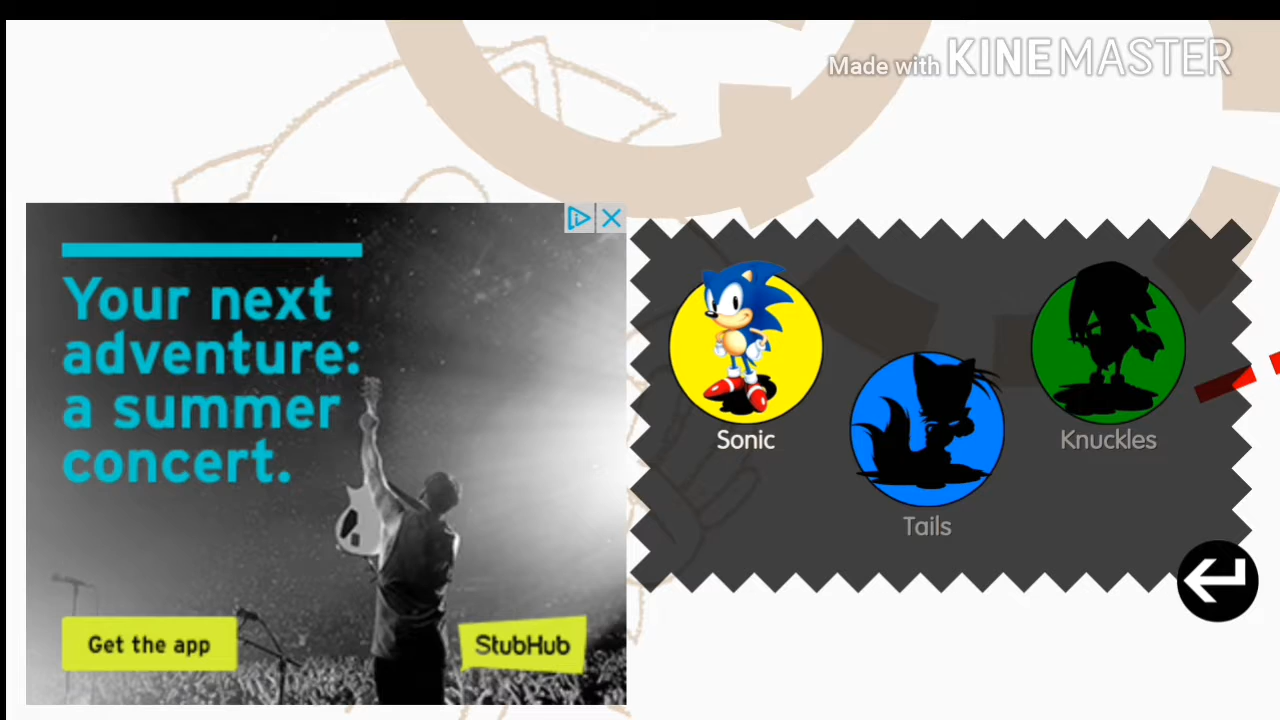 Made with KINEMASTER
Your next
adventure:
a summer
concert.
Get the app
StubHub
Sonic
Tails
Knuckles